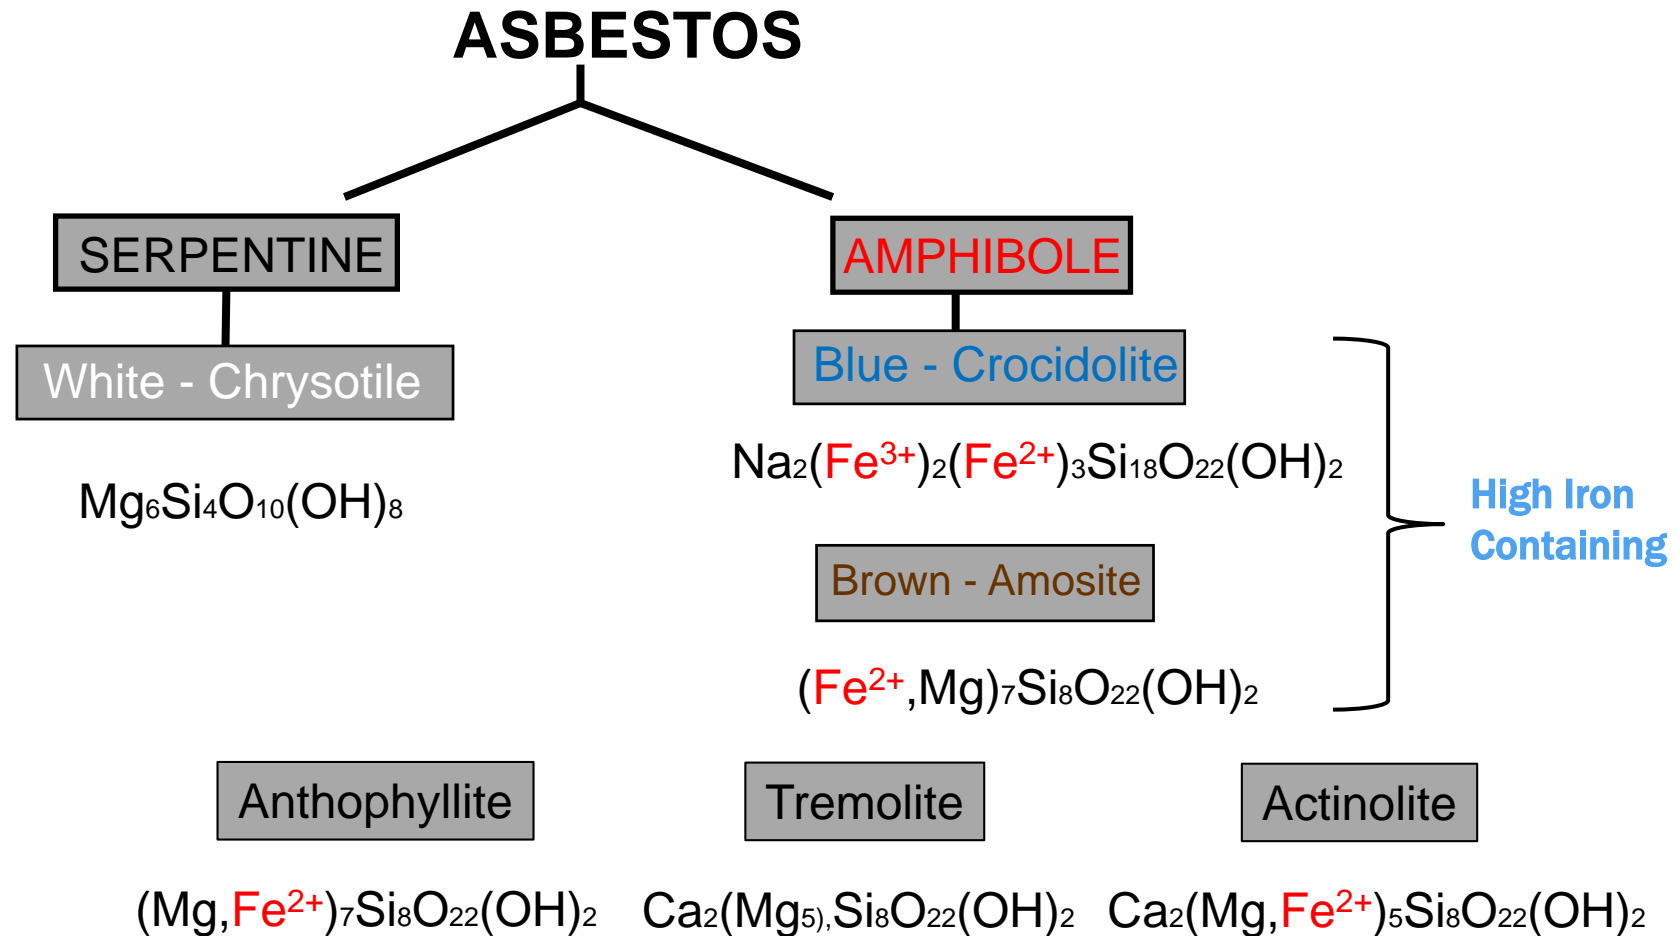 ASBESTOS
SERPENTINE
AMPHIBOLE
White - Chrysotile
Blue - Crocidolite
Mg₆Si₄O₁₀(OH)₈
Na₂(Fe³⁺)₂(Fe²⁺)₃Si₁₈O₂₂(OH)₂
High Iron
Containing
Brown - Amosite
(Fe²⁺,Mg)₇Si₈O₂₂(OH)₂
Anthophyllite
Tremolite
Actinolite
(Mg,Fe²⁺)₇Si₈O₂₂(OH)₂
Ca₂(Mg₅₎,Si₈O₂₂(OH)₂
Ca₂(Mg,Fe²⁺)₅Si₈O₂₂(OH)₂